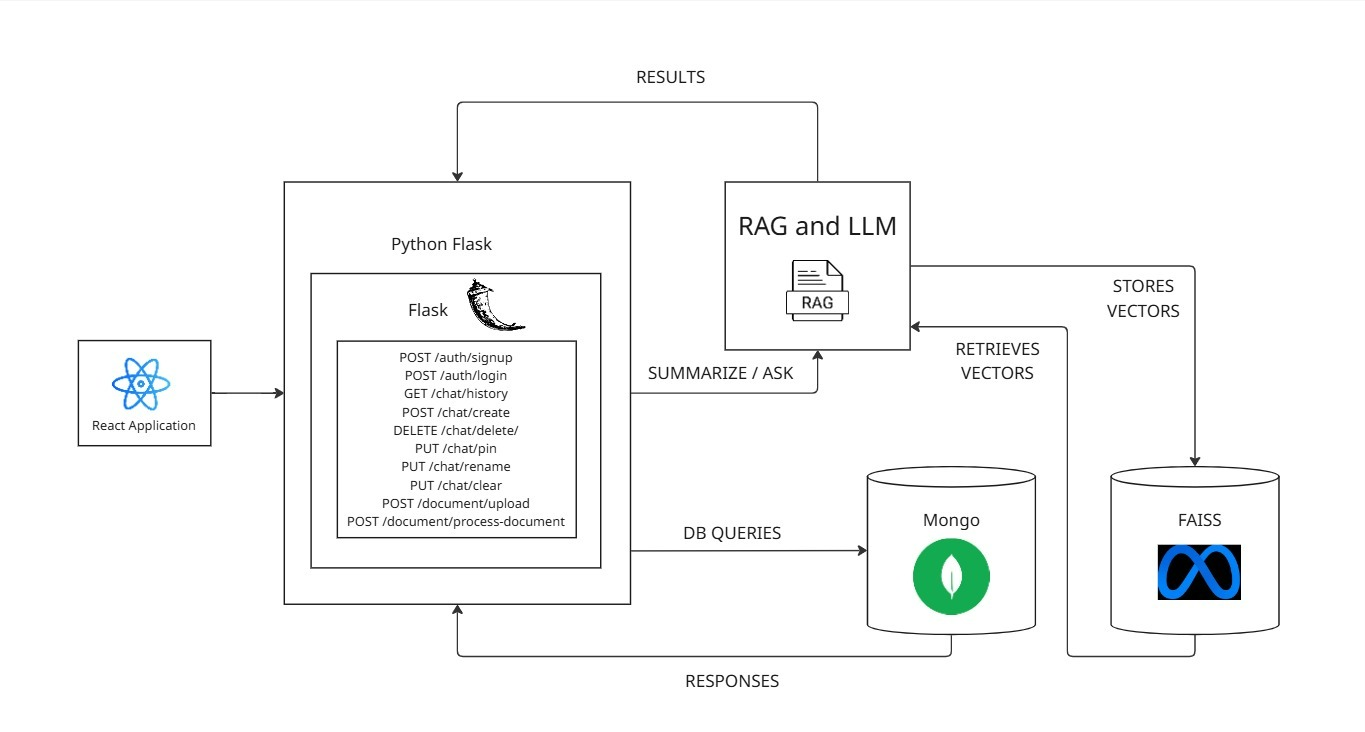 RESULTS
Python Flask
Flask
POST /auth/signup
POST /auth/login
GET /chat/history
POST /chat/create
DELETE /chat/delete/
PUT /chat/pin
PUT /chat/rename
PUT /chat/clear
POST /document/upload
POST /document/process-document
React Application
RAG and LLM
RAG
SUMMARIZE / ASK
STORES
VECTORS
RETRIEVES
VECTORS
DB QUERIES
Mongo
FAISS
RESPONSES